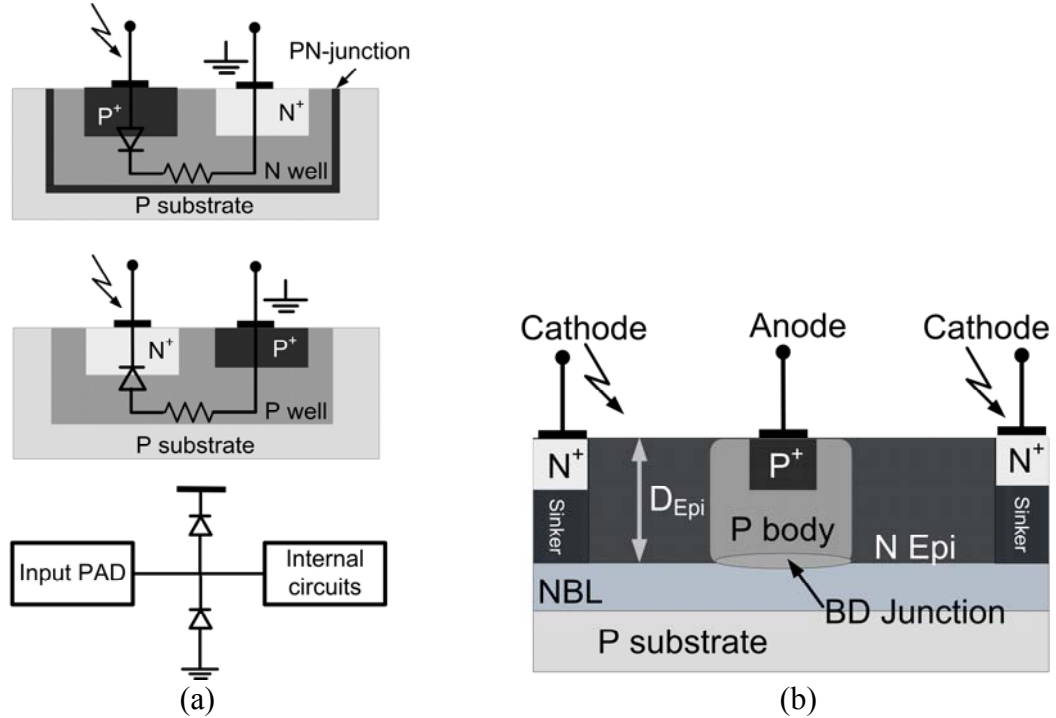 PN-junction
P+
N+
N well
P substrate
N+
P+
P well
P substrate
Input PAD
Internal
circuits
(a)
Cathode
Anode
Cathode
N+
P+
N+
Sinker
DEpi
P body
N Epi
Sinker
NBL
BD Junction
P substrate
(b)